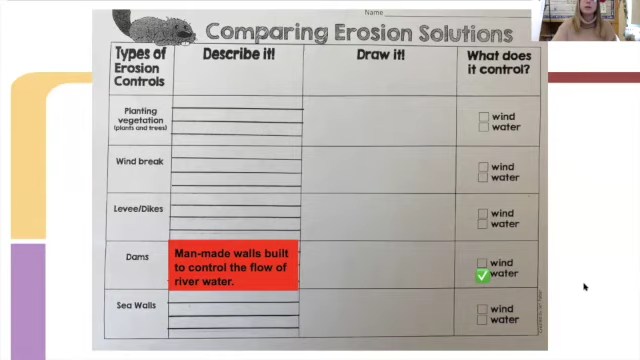 Name
Comparing Erosion Solutions
Types of Erosion Controls
Describe it!
Draw it!
What does it control?
Planting
vegetation
(plants and trees)
wind
water
Wind break
wind
water
Levee/Dikes
wind
water
Dams
Man-made walls built
to control the flow of
river water.
wind
water
Sea Walls
wind
water